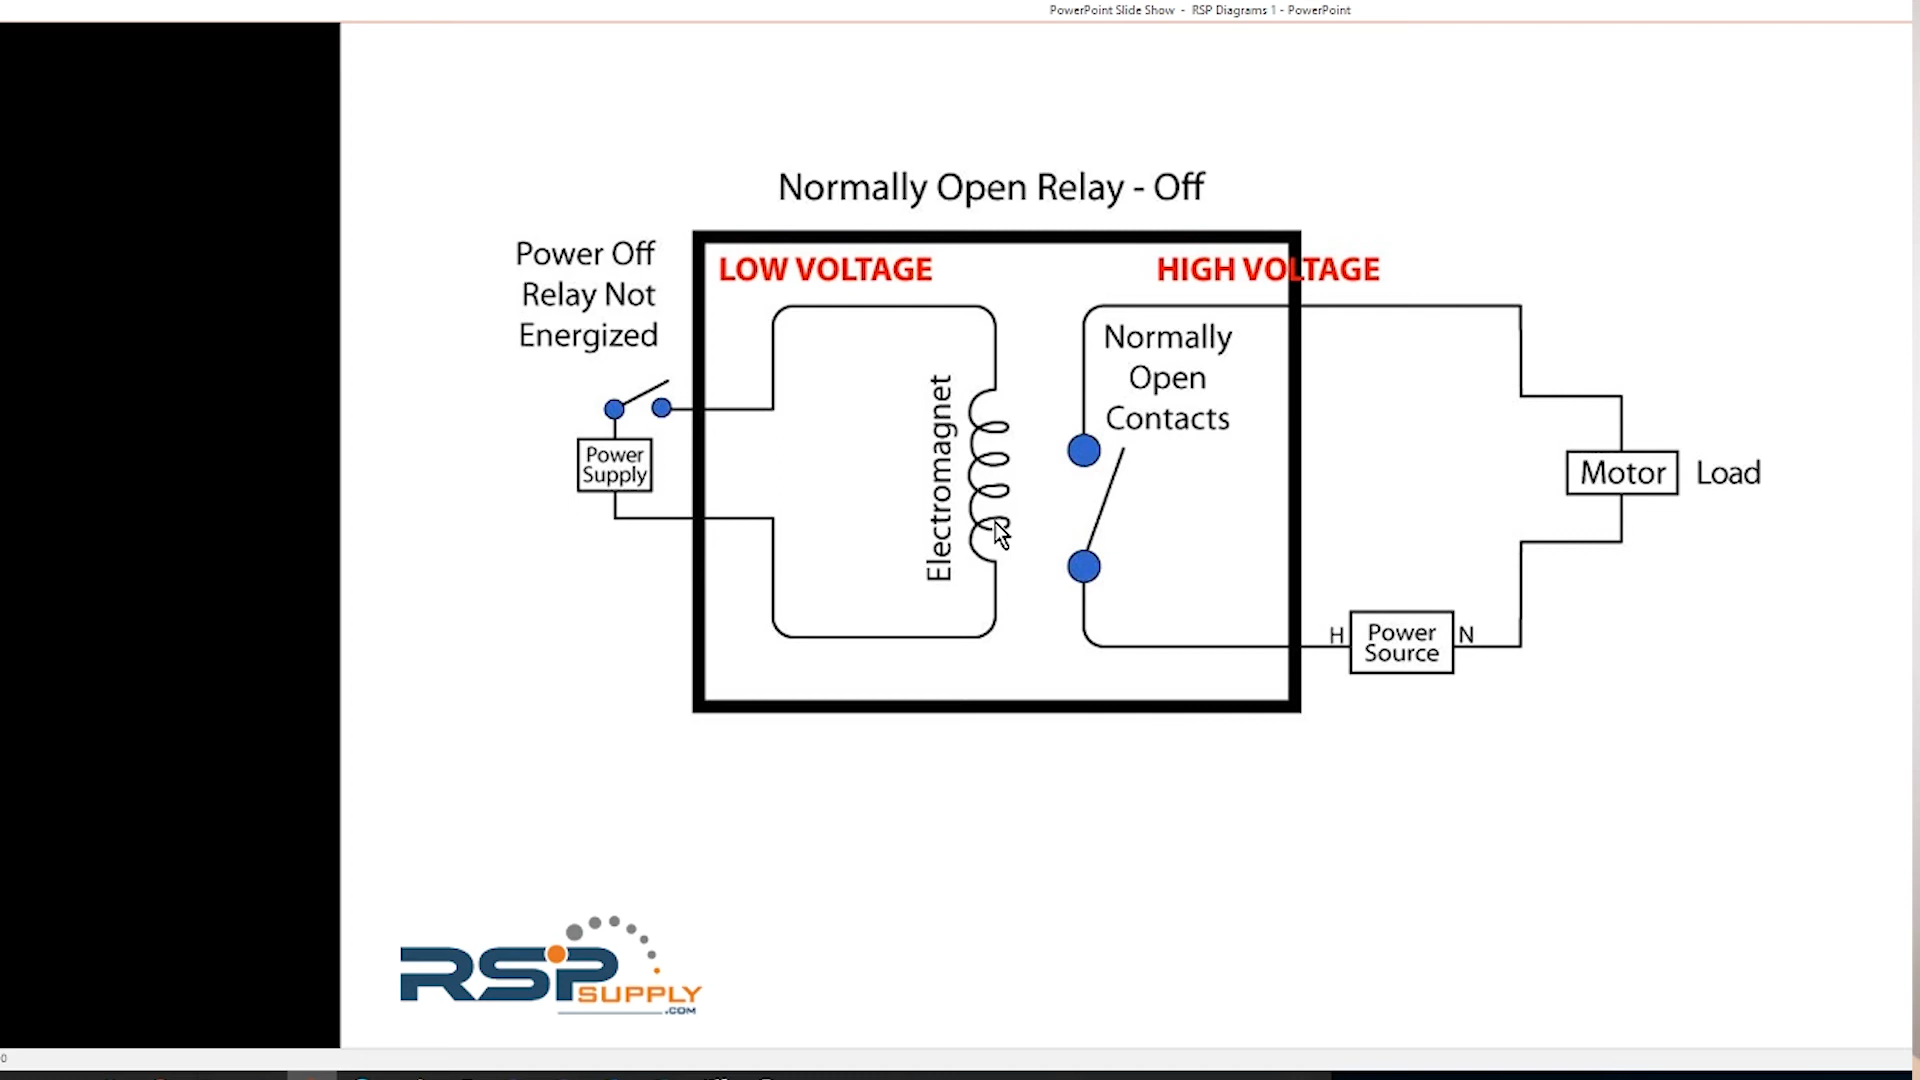 PowerPoint Slide Show - RSP Diagrams 1 - PowerPoint
Normally Open Relay - Off
Power Off
Relay Not
Energized
LOW VOLTAGE
HIGH VOLTAGE
Normally
Open
Contacts
Electromagnet
Power
Supply
Motor
Load
H
Power
Source
N
RSP
SUPPLY
.COM